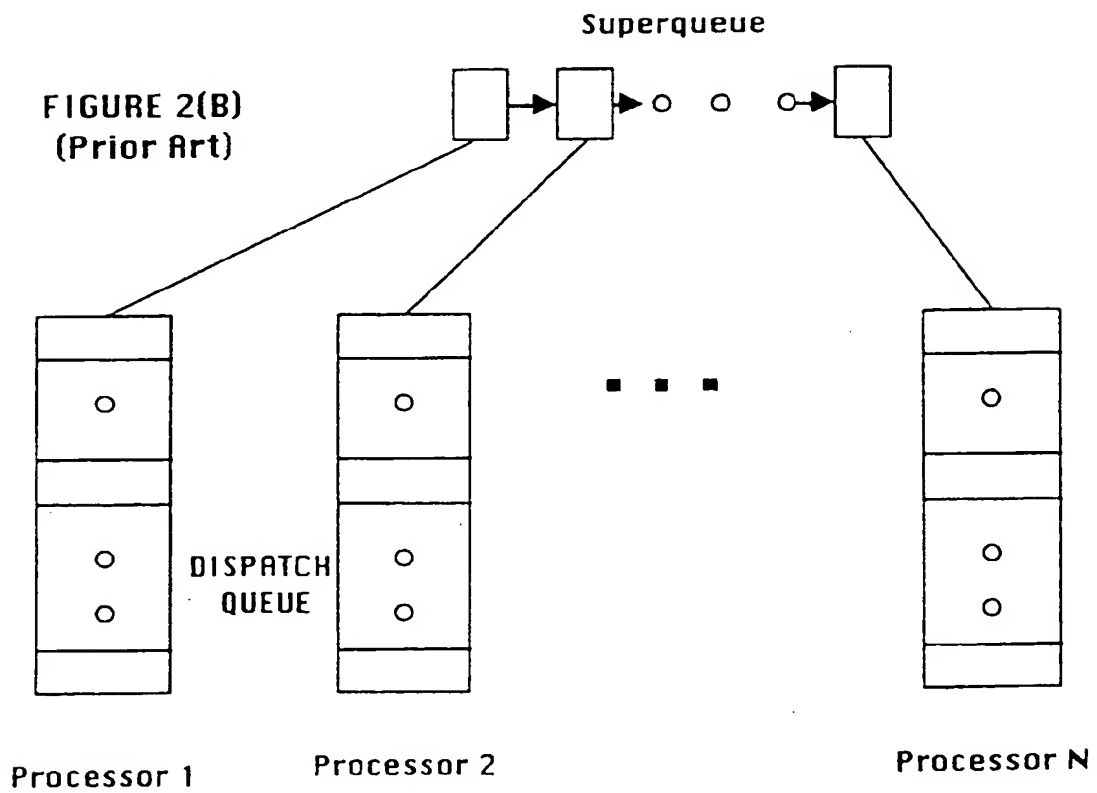 Superqueue
FIGURE 2(B)
(Prior Art)
DISPATCH
QUEUE
Processor 1
Processor 2
Processor N